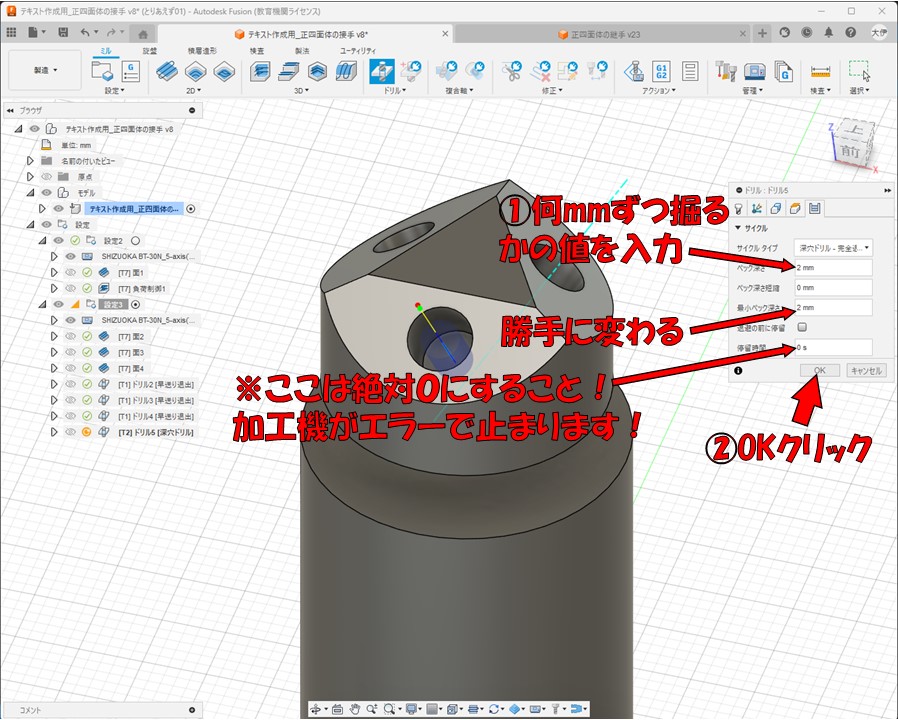 テキスト作成用_正四面体の接手 v8* (とりあえず01) - Autodesk Fusion (教育機関ライセンス)
テキスト作成用_正四面体の接手 v8*
正四面体の継手 v23
大伊
製造
ミル
旋盤
積層造形
検査
製法
ユーティリティ
設定
2D
3D
ドリル
複合軸
修正
アクション
管理
検査
選択
G1
G2
ブラウザ
テキスト作成用_正四面体の接手 v8
単位: mm
名前の付いたビュー
原点
モデル
テキスト作成用_正四面体の...
設定
設定2
SHIZUOKA BT-30N_5-axis(...
[T7] 面1
[T7] 負荷制御1
設定3
SHIZUOKA BT-30N_5-axis(...
[T7] 面2
[T7] 面3
[T7] 面4
[T1] ドリル2 [早送り退出]
[T1] ドリル3 [早送り退出]
[T1] ドリル4 [早送り退出]
[T2] ドリル5 [深穴ドリル]
上
前
Z
X
ドリル : ドリル5
サイクル
サイクル タイプ
深穴ドリル - 完全退...
ペック深さ
2 mm
ペック深さ短縮
0 mm
最小ペック深さ
2 mm
退避の前に停留
停留時間
0 s
OK
キャンセル
①何mmずつ掘る
かの値を入力
勝手に変わる
※ここは絶対0にすること！
加工機がエラーで止まります！
②OKクリック
コメント